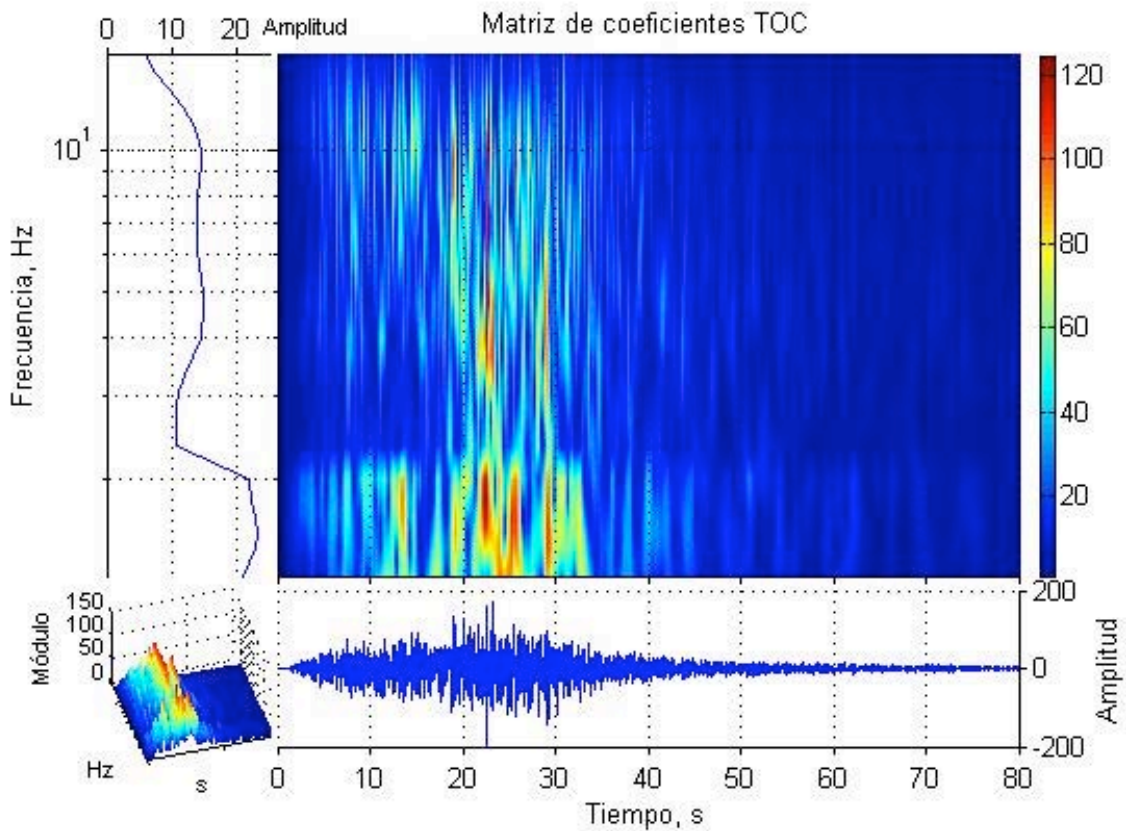 0 10 20 Amplitud
Matriz de coeficientes TOC
10¹
Frecuencia, Hz
120
100
80
60
40
20
150
100
50
0
Módulo
Hz
s
200
0
-200
Amplitud
0 10 20 30 40 50 60 70 80
Tiempo, s